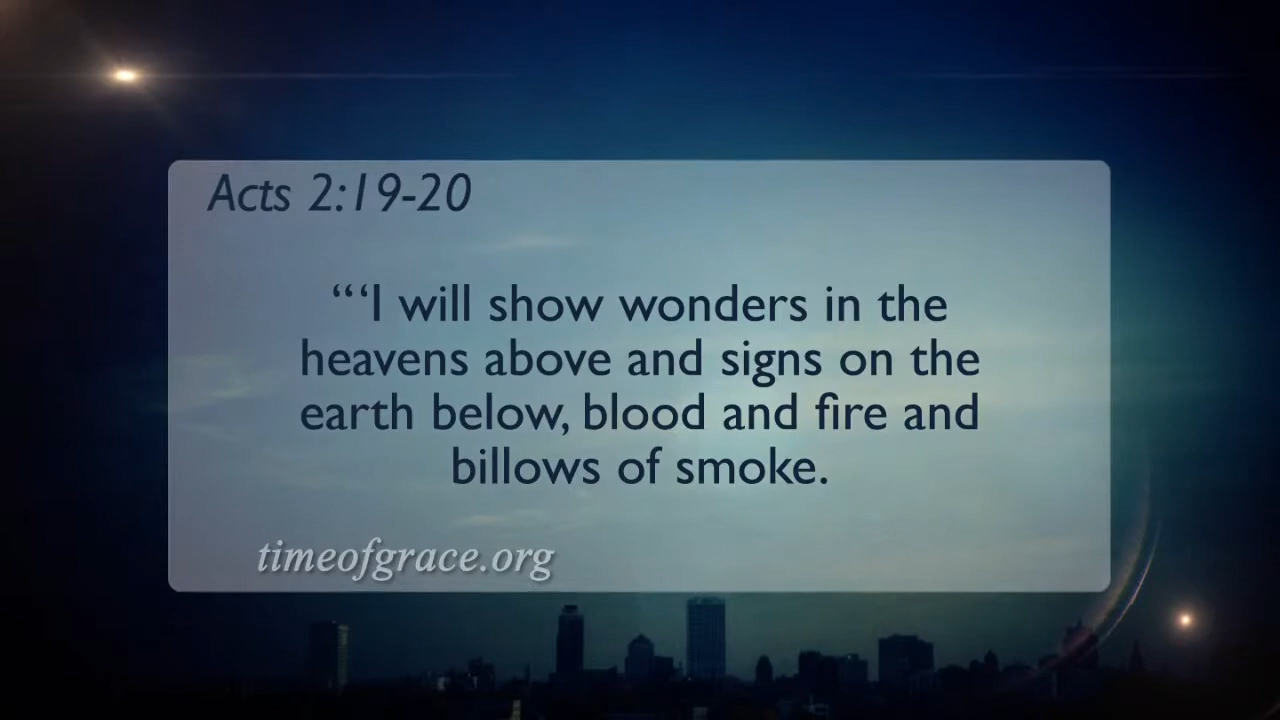 Acts 2:19-20
“‘I will show wonders in the
heavens above and signs on the
earth below, blood and fire and
billows of smoke.
timeofgrace.org